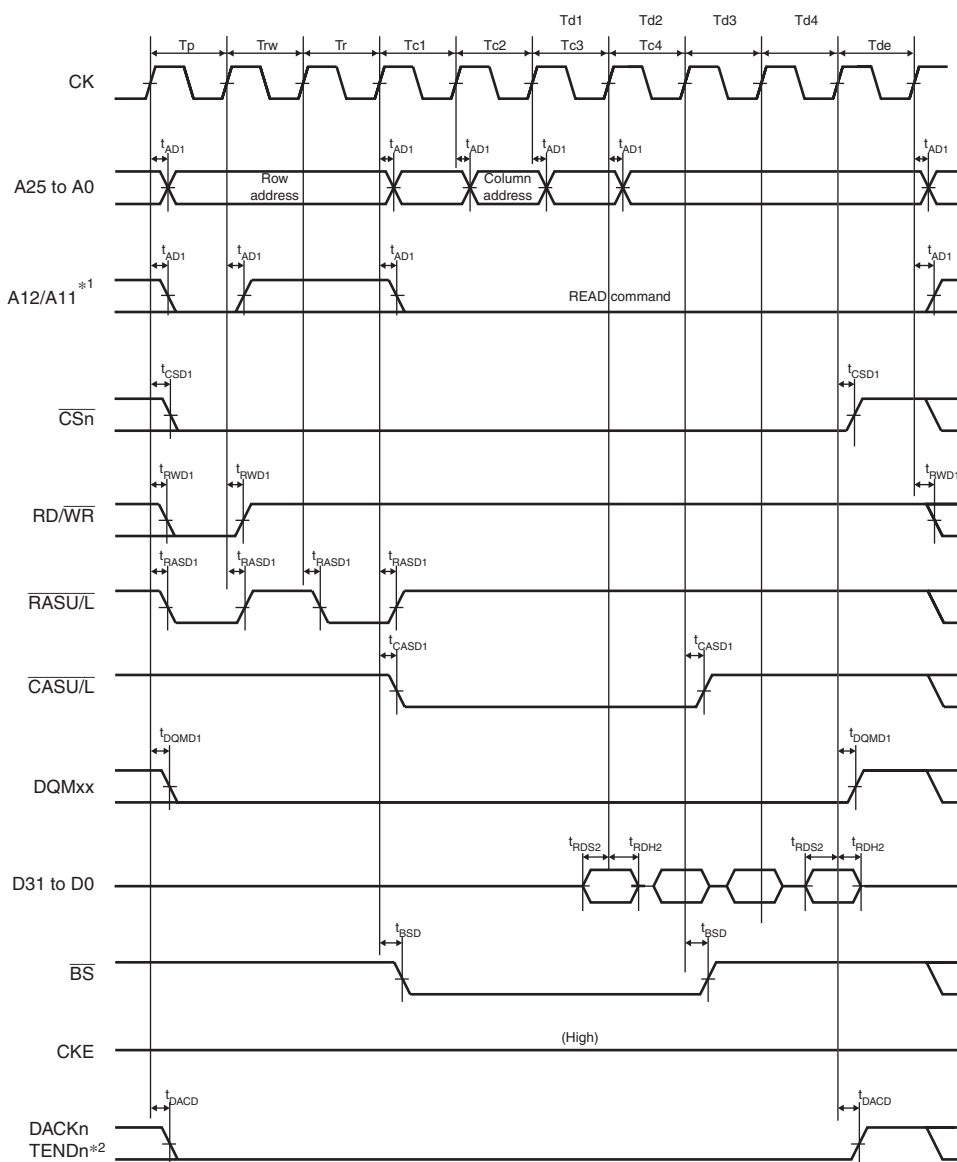 Td1 Td2 Td3 Td4
Tp Trw Tr Tc1 Tc2 Tc3 Tc4 Tde
CK
tAD1 tAD1 tAD1 tAD1 tAD1 tAD1
A25 to A0
Row address
Column address
tAD1 tAD1 tAD1 tAD1
A12/A11*1
READ command
tCSD1 tCSD1
CSn
tRWD1 tRWD1 tRWD1
RD/WR
tRASD1 tRASD1 tRASD1 tRASD1
RASU/L
tCASD1 tCASD1
CASU/L
tDQMD1 tDQMD1
DQMxx
tRDS2 tRDH2 tRDS2 tRDH2
D31 to D0
tBSD tBSD
BS
(High)
CKE
tDACD tDACD
DACKn
TENDn*2